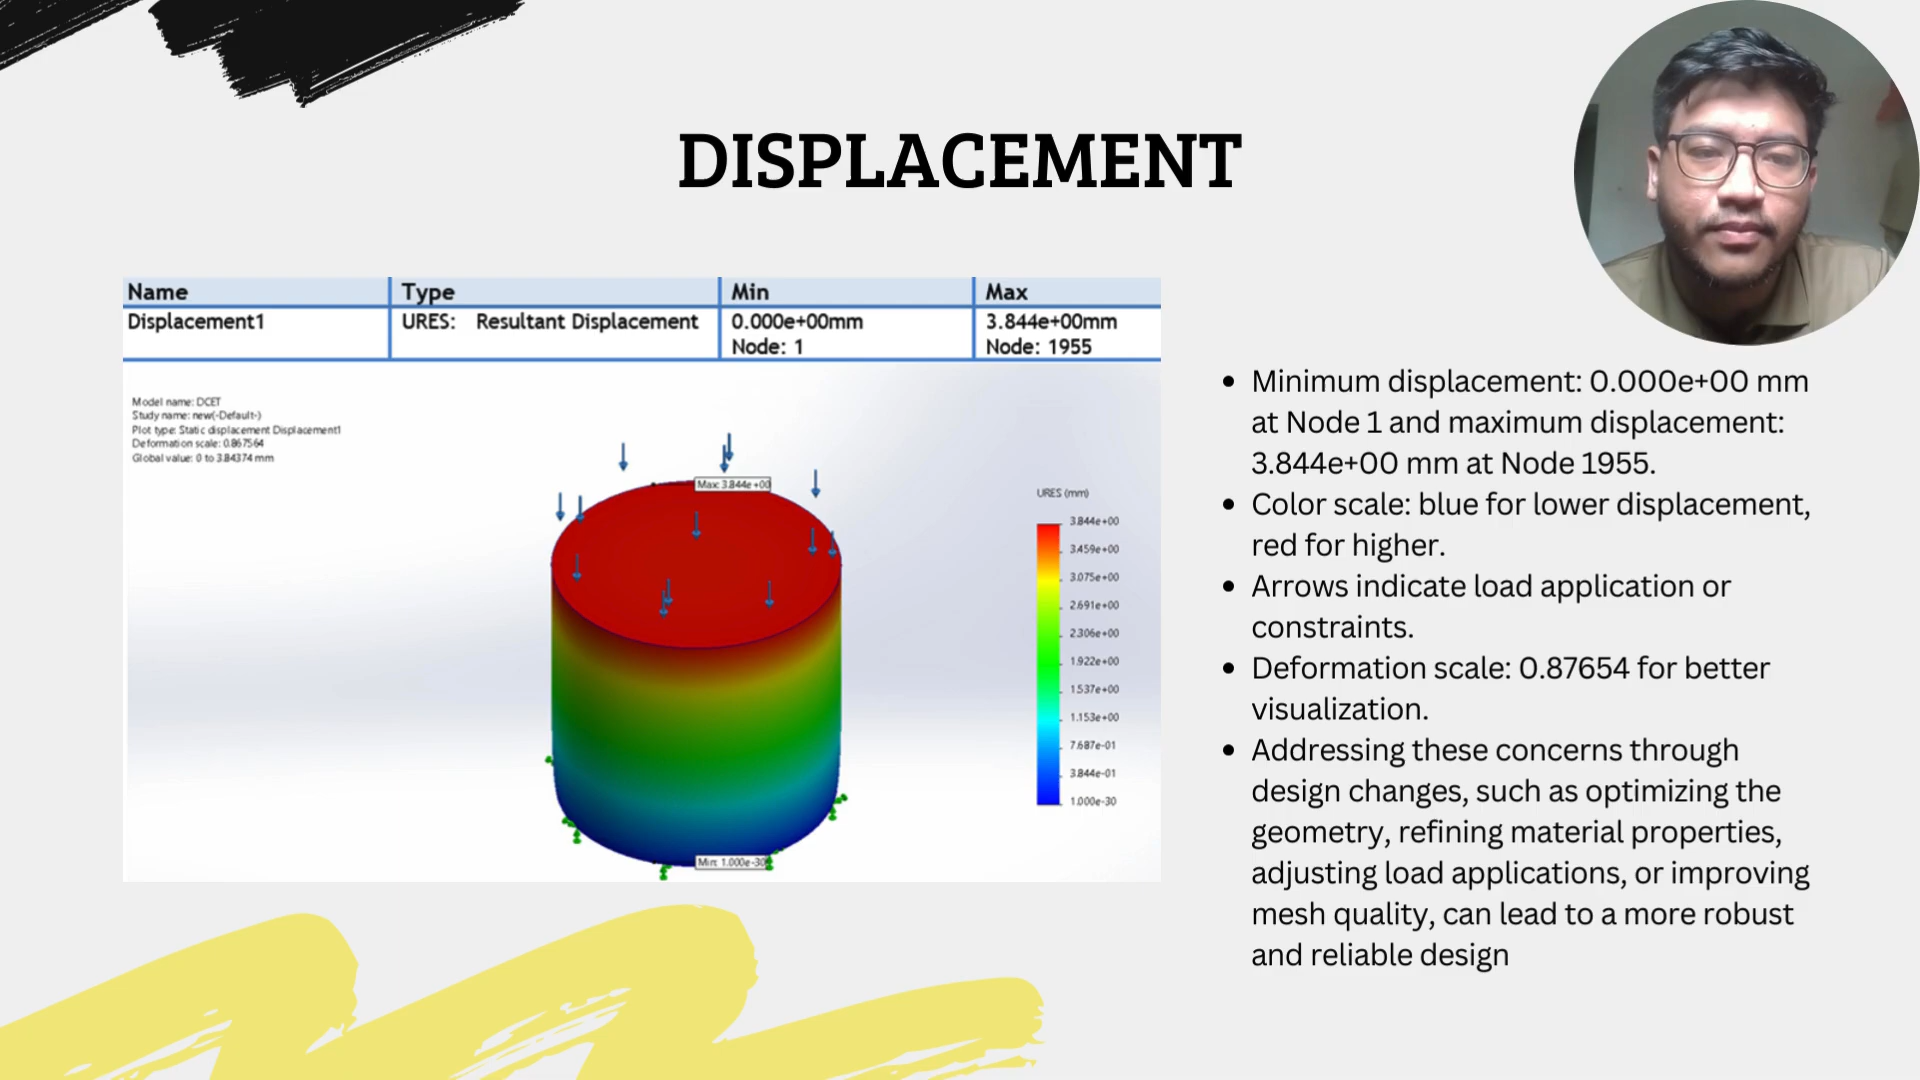 DISPLACEMENT
Name Type Min Max
Displacement1 URES: Resultant Displacement 0.000e+00mm 3.844e+00mm
Node: 1 Node: 1955
Model name: DCET
Study name: new(-Default-)
Plot type: Static displacement Displacement1
Deformation scale: 0.867564
Global value: 0 to 3.84374 mm
Max: 3.844e+00
URES (mm)
3.844e+00
3.459e+00
3.075e+00
2.691e+00
2.306e+00
1.922e+00
1.537e+00
1.153e+00
7.687e-01
3.844e-01
1.000e-30
Min: 1.000e-30
• Minimum displacement: 0.000e+00 mm
at Node 1 and maximum displacement:
3.844e+00 mm at Node 1955.
• Color scale: blue for lower displacement,
red for higher.
• Arrows indicate load application or
constraints.
• Deformation scale: 0.87654 for better
visualization.
• Addressing these concerns through
design changes, such as optimizing the
geometry, refining material properties,
adjusting load applications, or improving
mesh quality, can lead to a more robust
and reliable design